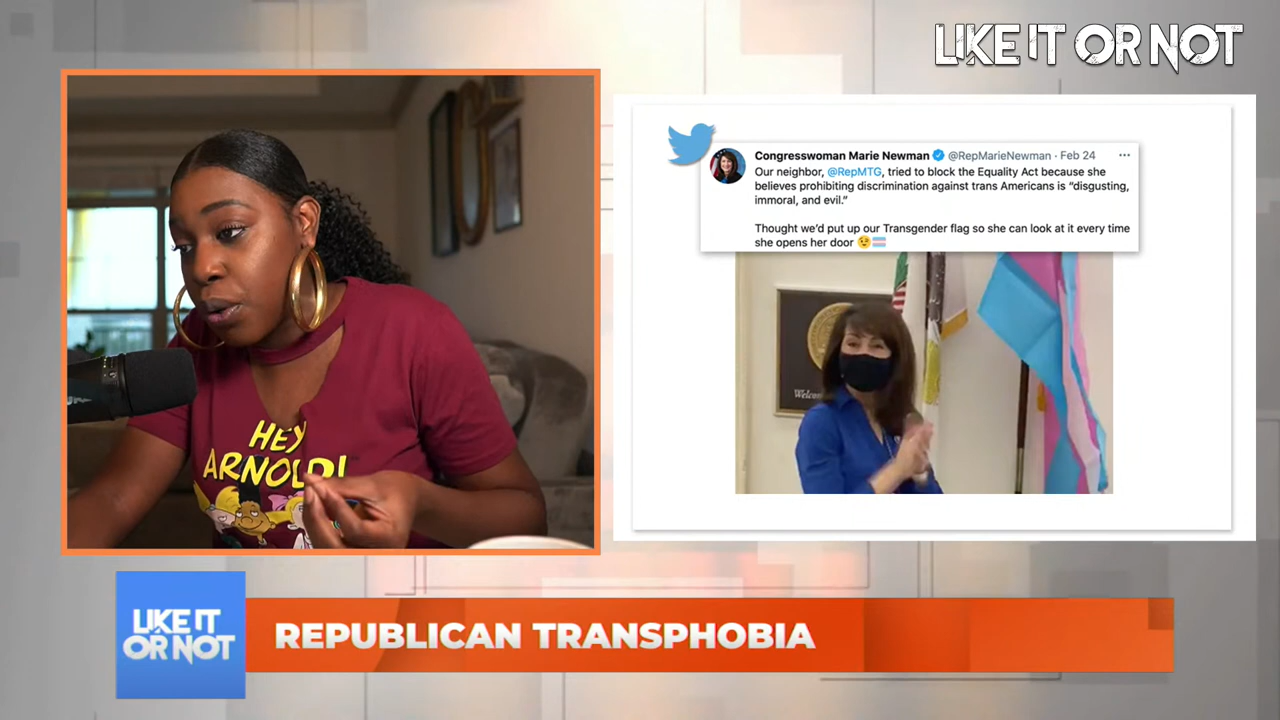 LIKE IT OR NOT
Congresswoman Marie Newman @RepMarieNewman · Feb 24 ···
Our neighbor, @RepMTG, tried to block the Equality Act because she
believes prohibiting discrimination against trans Americans is “disgusting,
immoral, and evil.”
Thought we’d put up our Transgender flag so she can look at it every time
she opens her door 😉🏳️‍⚧️
HEY
ARNOLD!
LIKE IT
OR NOT
REPUBLICAN TRANSPHOBIA